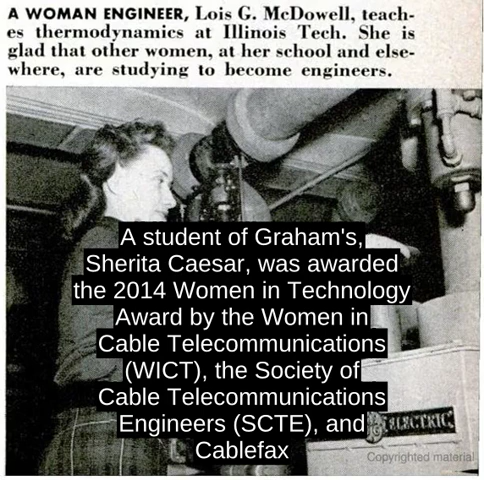 A WOMAN ENGINEER, Lois G. McDowell, teach-
es thermodynamics at Illinois Tech. She is
glad that other women, at her school and else-
where, are studying to become engineers.
A student of Graham's,
Sherita Caesar, was awarded
the 2014 Women in Technology
Award by the Women in
Cable Telecommunications
(WICT), the Society of
Cable Telecommunications
Engineers (SCTE), and
Cablefax
ELECTRIC
Copyrighted material